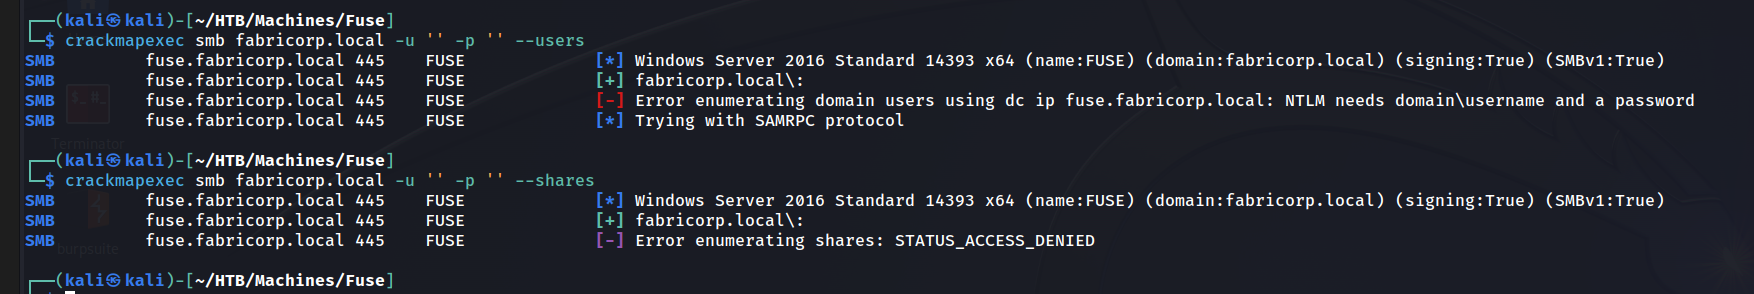 ┌──(kali㉿kali)-[~/HTB/Machines/Fuse]
└─$ crackmapexec smb fabricorp.local -u '' -p '' --users
SMB         fuse.fabricorp.local 445    FUSE             [*] Windows Server 2016 Standard 14393 x64 (name:FUSE) (domain:fabricorp.local) (signing:True) (SMBv1:True)
SMB         fuse.fabricorp.local 445    FUSE             [+] fabricorp.local\:
SMB         fuse.fabricorp.local 445    FUSE             [-] Error enumerating domain users using dc ip fuse.fabricorp.local: NTLM needs domain\username and a password
SMB         fuse.fabricorp.local 445    FUSE             [*] Trying with SAMRPC protocol
Terminator
┌──(kali㉿kali)-[~/HTB/Machines/Fuse]
└─$ crackmapexec smb fabricorp.local -u '' -p '' --shares
SMB         fuse.fabricorp.local 445    FUSE             [*] Windows Server 2016 Standard 14393 x64 (name:FUSE) (domain:fabricorp.local) (signing:True) (SMBv1:True)
SMB         fuse.fabricorp.local 445    FUSE             [+] fabricorp.local\:
SMB         fuse.fabricorp.local 445    FUSE             [-] Error enumerating shares: STATUS_ACCESS_DENIED
burpsuite
┌──(kali㉿kali)-[~/HTB/Machines/Fuse]